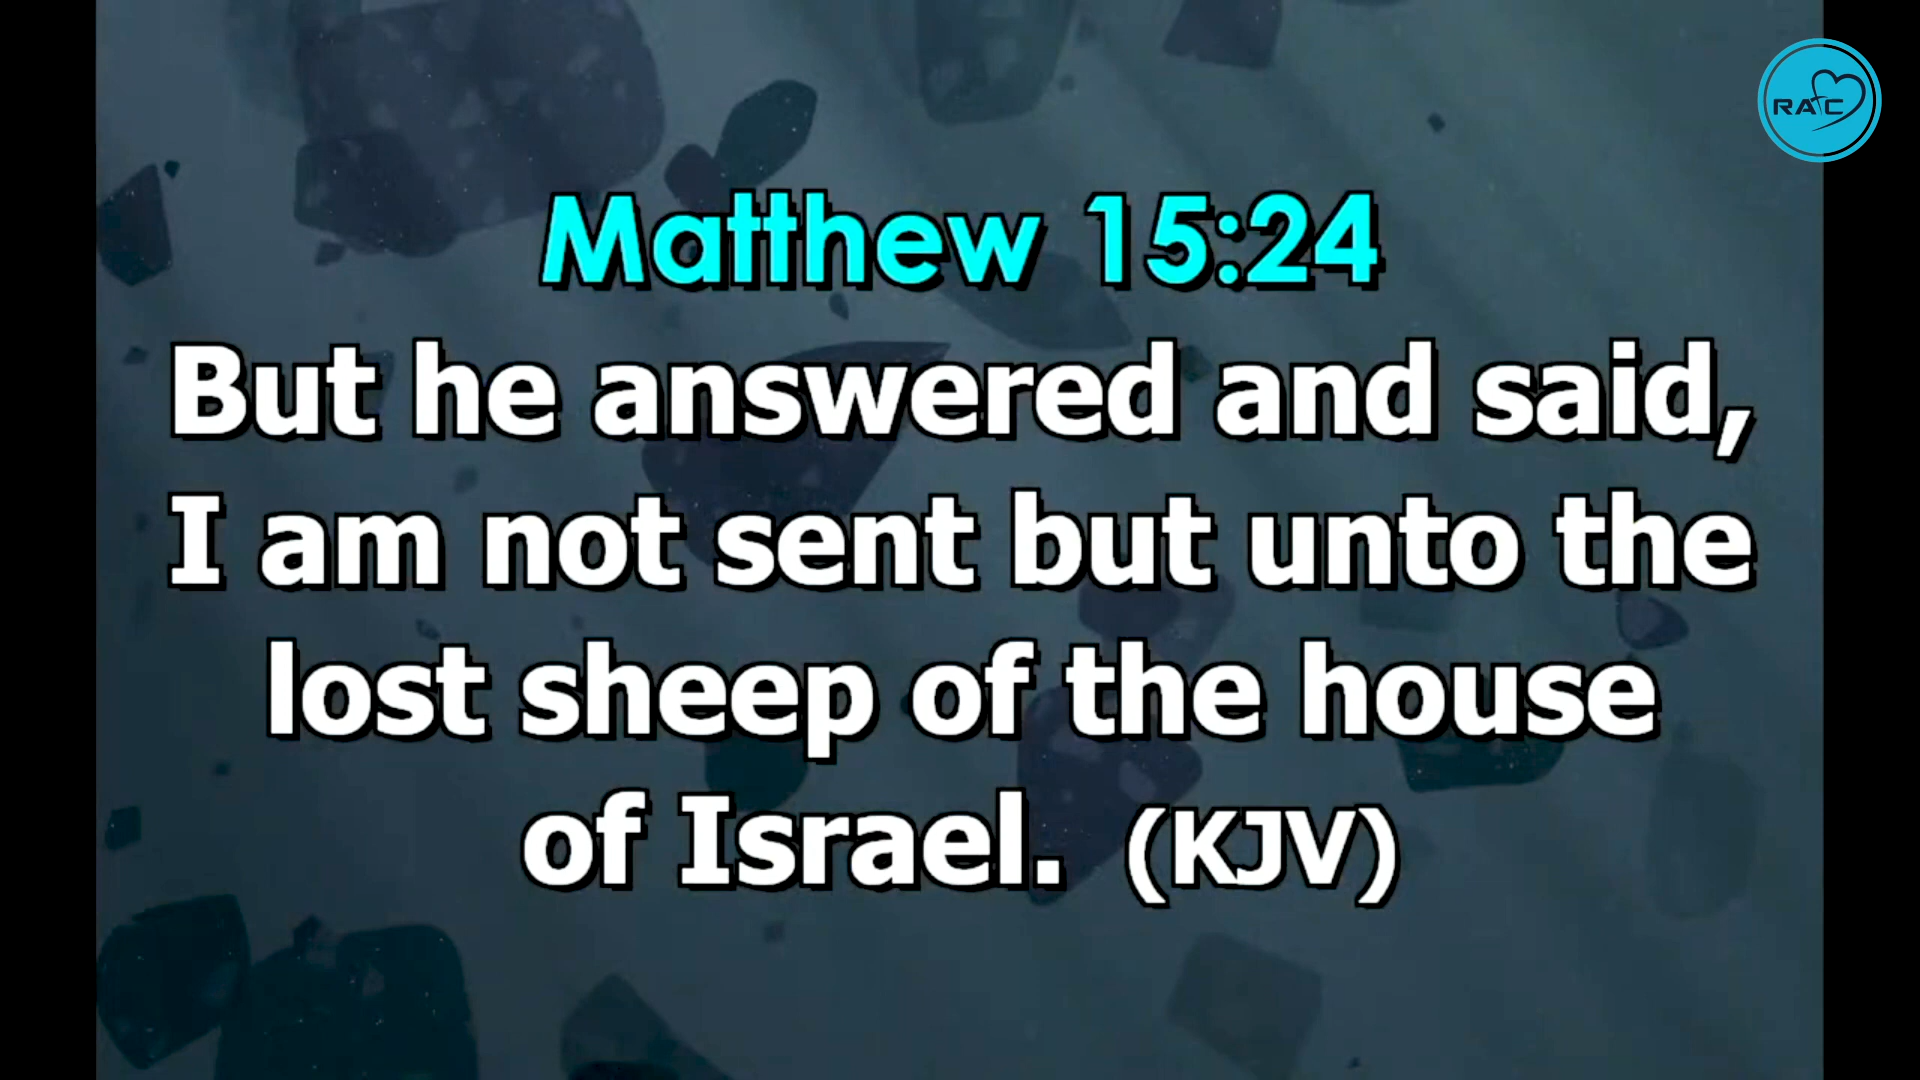 RAFC
Matthew 15:24
But he answered and said,
I am not sent but unto the
lost sheep of the house
of Israel. (KJV)